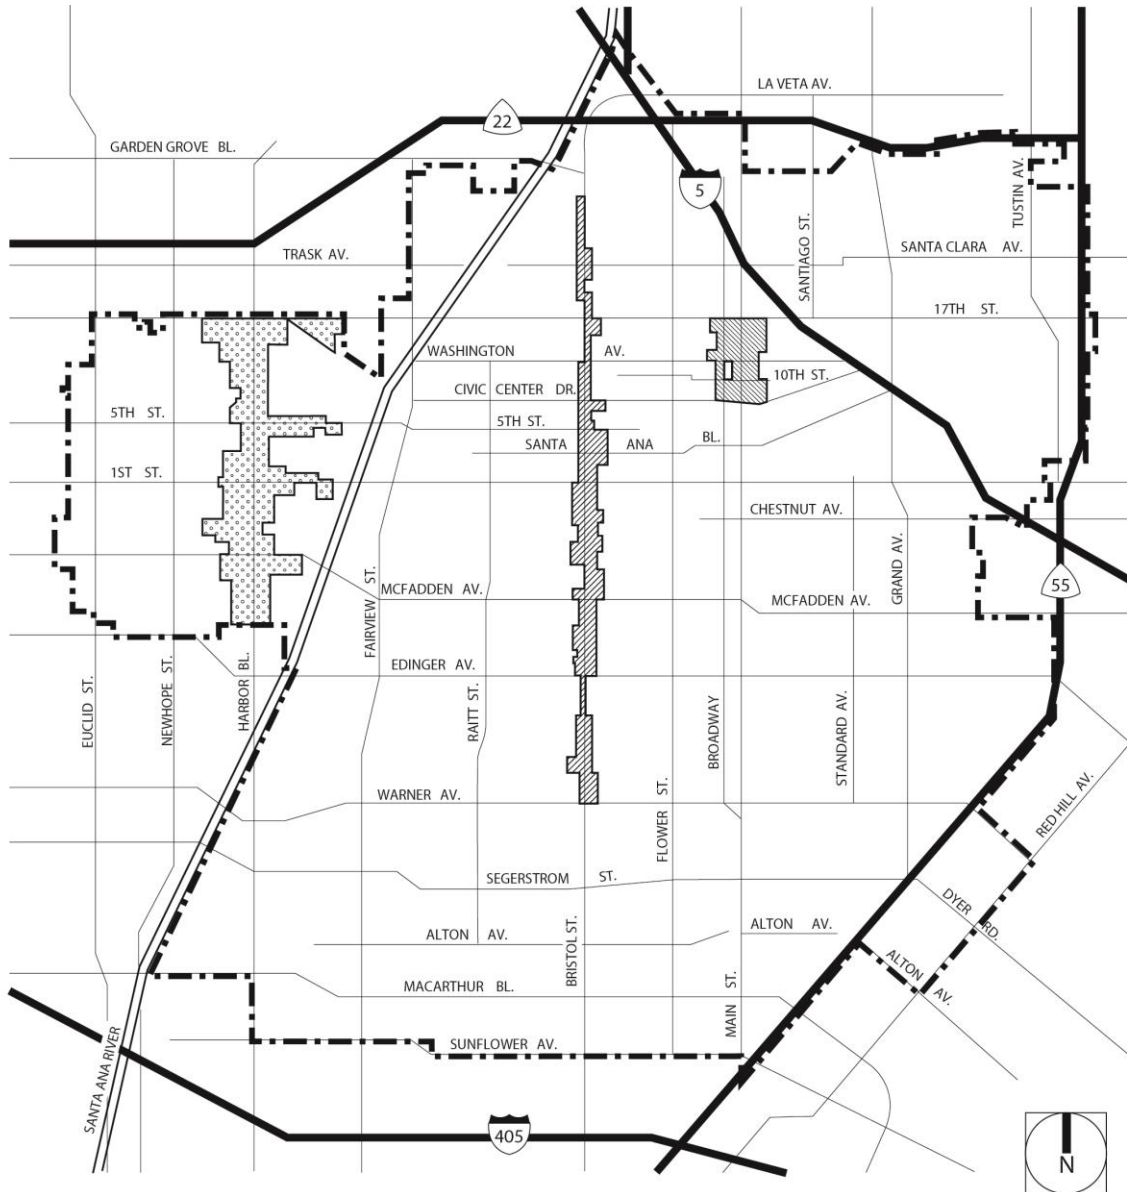 LA VETA AV.
22
GARDEN GROVE BL.
5
TUSTIN AV.
SANTIAGO ST.
TRASK AV.
SANTA CLARA AV.
17TH ST.
WASHINGTON AV.
10TH ST.
CIVIC CENTER DR.
5TH ST.
5TH ST.
SANTA ANA BL.
1ST ST.
CHESTNUT AV.
GRAND AV.
FAIRVIEW ST.
MCFADDEN AV.
MCFADDEN AV.
55
EDINGER AV.
EUCLID ST.
NEWHOPE ST.
HARBOR BL.
RAITT ST.
BROADWAY
STANDARD AV.
WARNER AV.
FLOWER ST.
RED HILL AV.
SEGERSTROM ST.
DYER RD.
ALTON AV.
BRISTOL ST.
ALTON AV.
ALTON AV.
MACARTHUR BL.
MAIN ST.
SANTA ANA RIVER
SUNFLOWER AV.
405
N